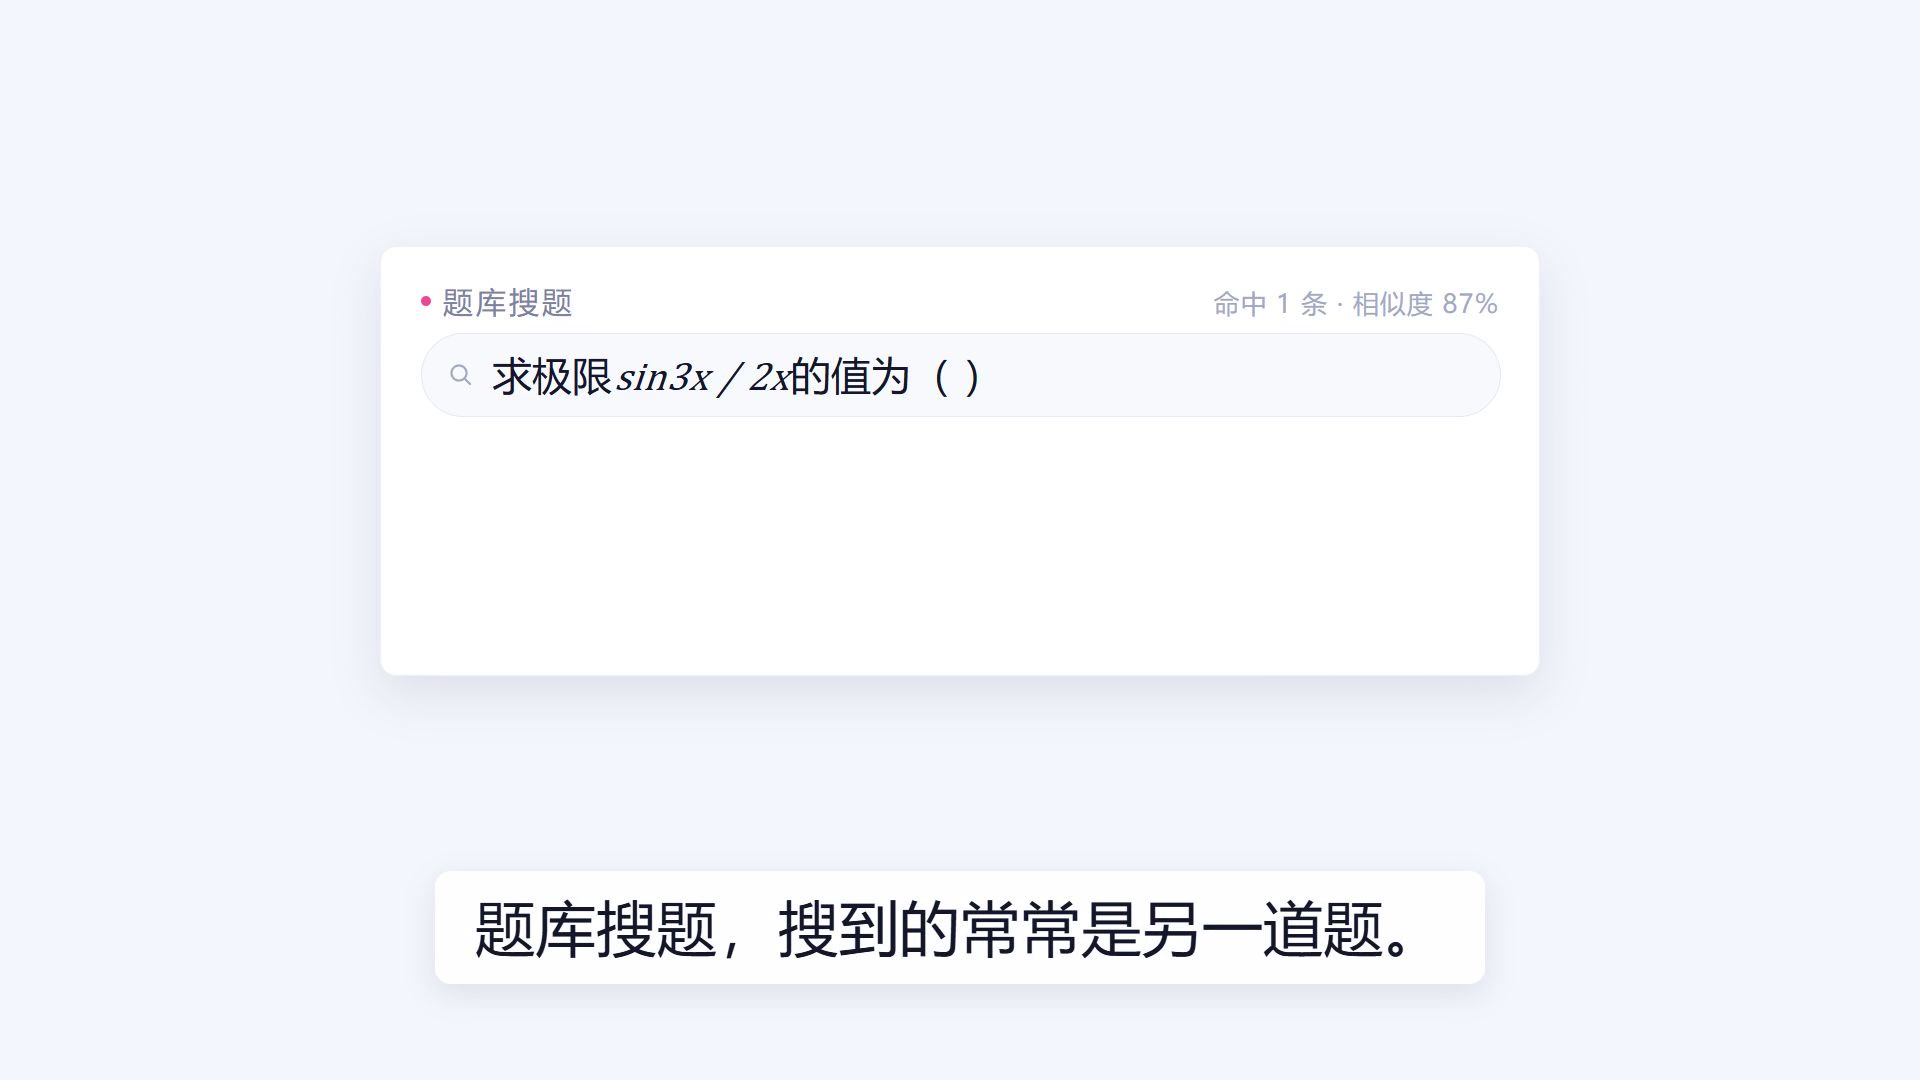 题库搜题
命中 1 条 · 相似度 87%
求极限sin3x / 2x的值为（ ）
题库搜题，搜到的常常是另一道题。